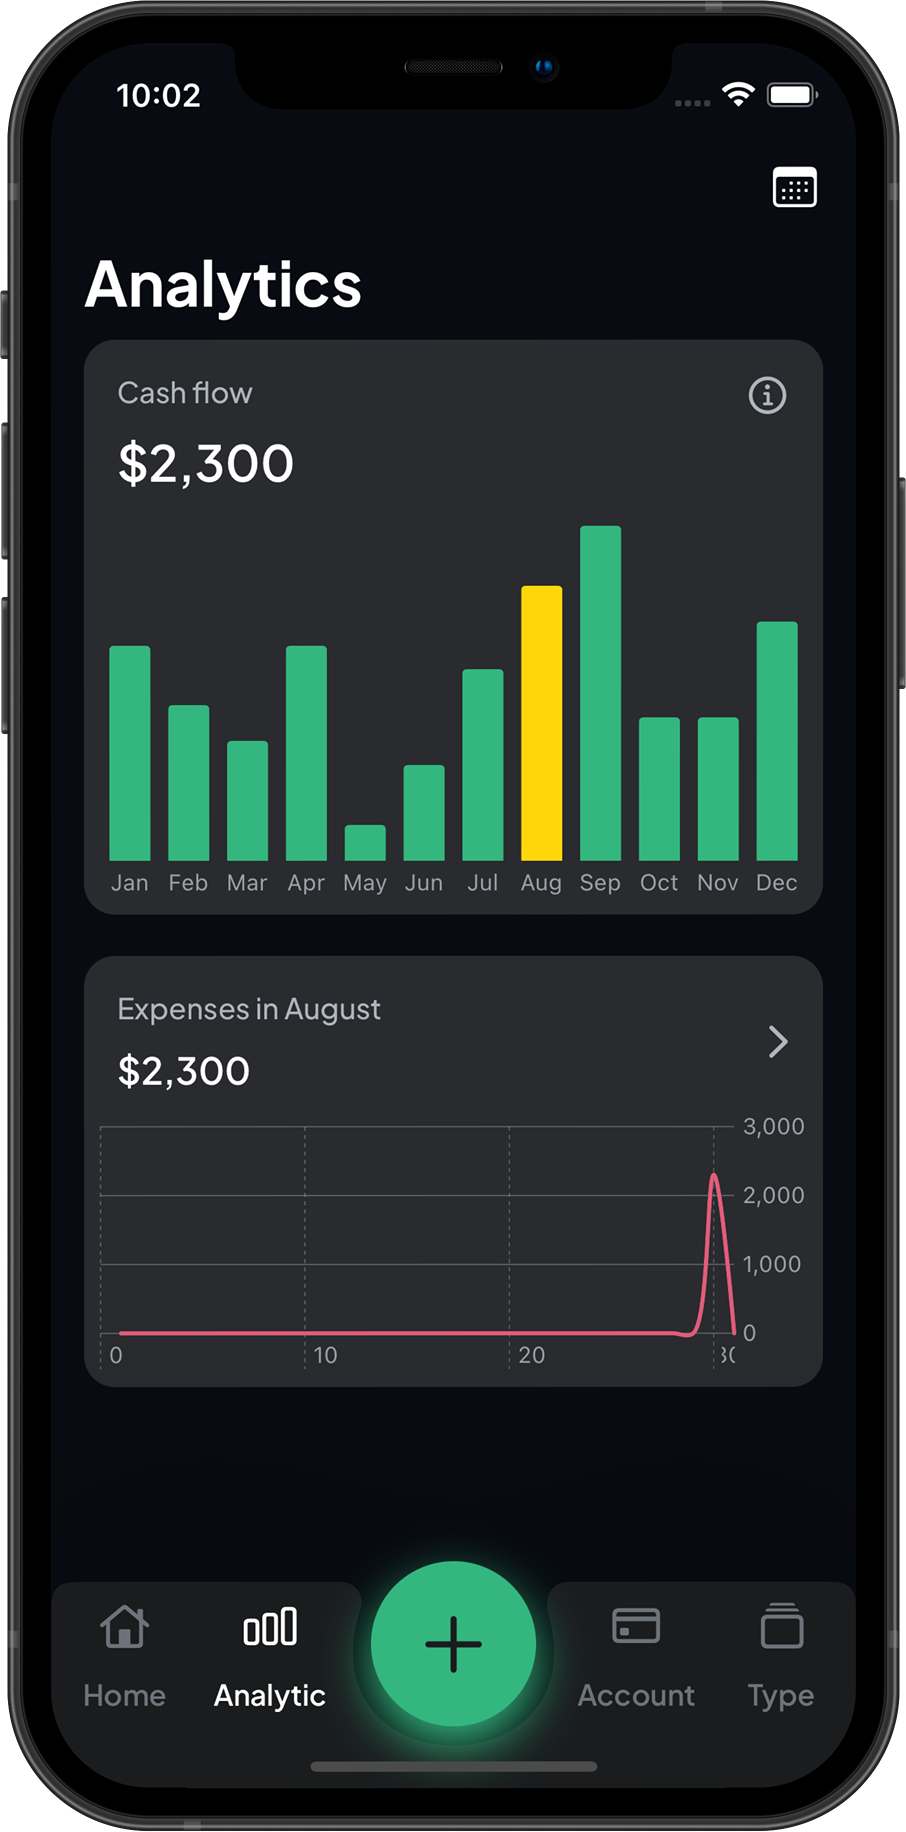 10:02
Analytics
Cash flow
$2,300
Jan Feb Mar Apr May Jun Jul Aug Sep Oct Nov Dec
Expenses in August
$2,300
3,000
2,000
1,000
0
0 10 20 30
Home Analytic Account Type